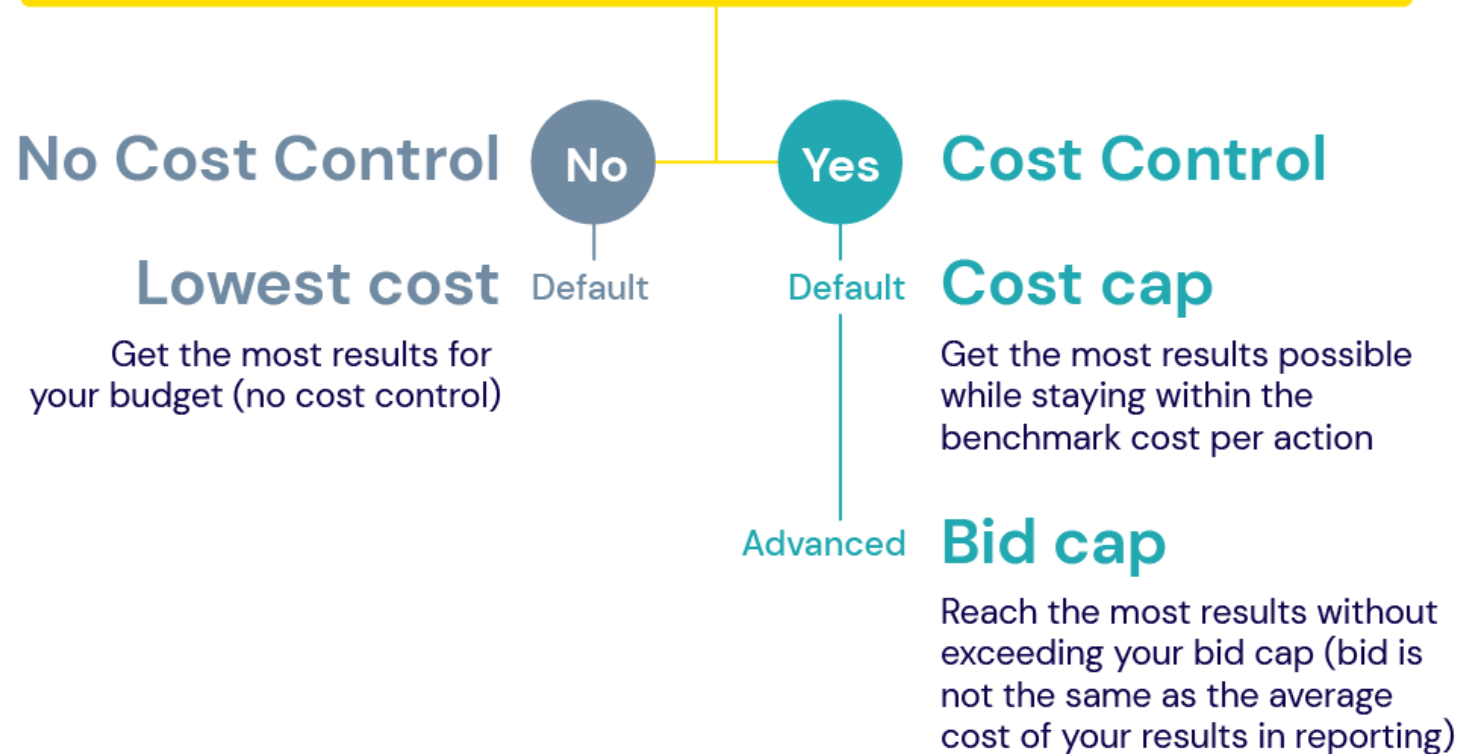 No Cost Control
No
Yes
Cost Control
Lowest cost
Default
Get the most results for
your budget (no cost control)
Default
Cost cap
Get the most results possible
while staying within the
benchmark cost per action
Advanced
Bid cap
Reach the most results without
exceeding your bid cap (bid is
not the same as the average
cost of your results in reporting)